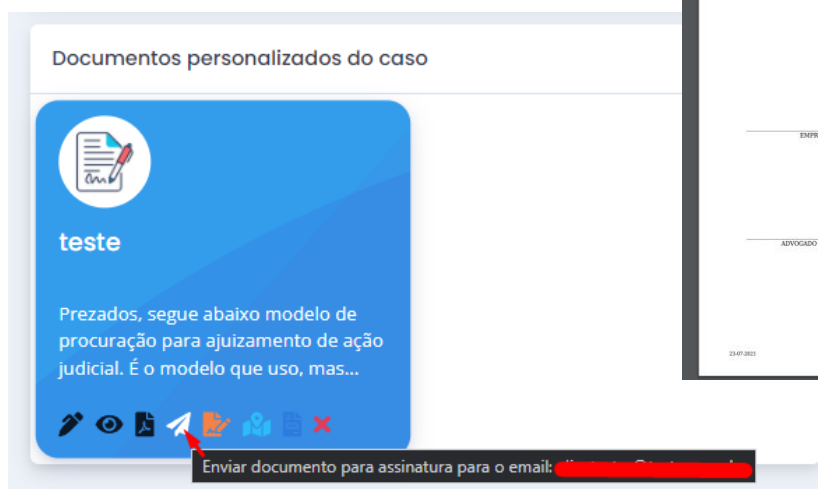 Documentos personalizados do caso
teste
Prezados, segue abaixo modelo de
procuração para ajuizamento de ação
judicial. É o modelo que uso, mas...
Enviar documento para assinatura para o email:
EMPR
ADVOGADO
23-07-2023